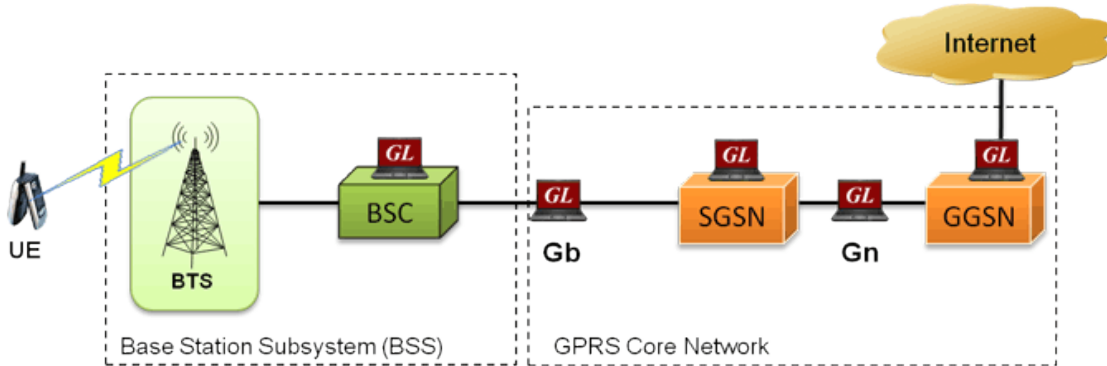 Internet
GL
GL
GL
GL
GL
BSC
SGSN
GGSN
UE
BTS
Gb
Gn
Base Station Subsystem (BSS)
GPRS Core Network